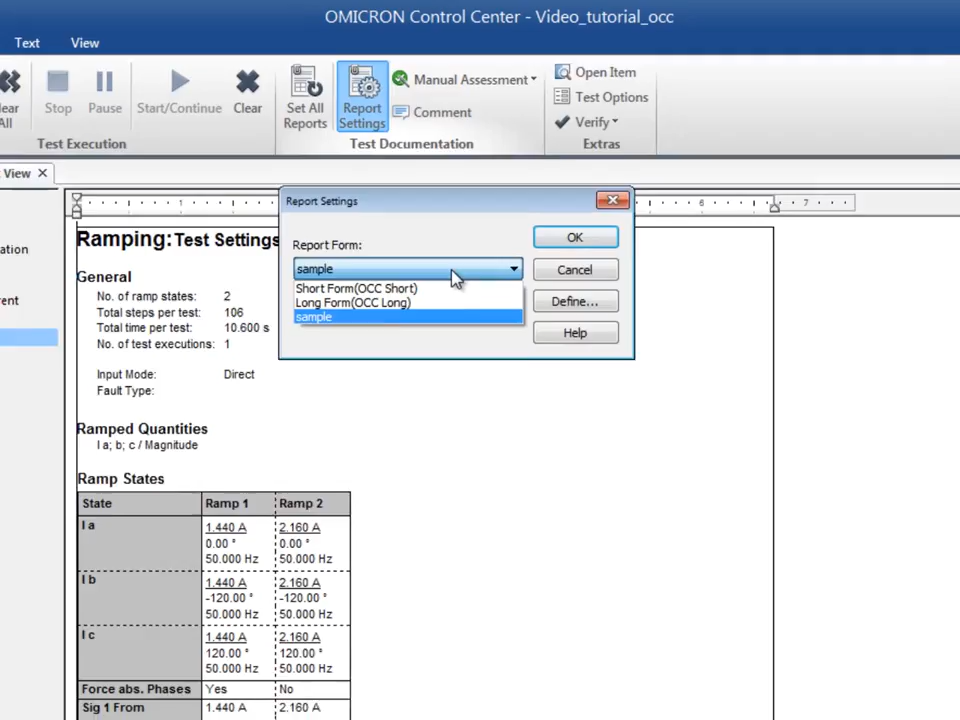 OMICRON Control Center - Video_tutorial_occ
Text
View
All
Stop
Pause
Start/Continue
Clear
Set All
Reports
Report
Settings
Manual Assessment
Comment
Open Item
Test Options
Verify
Test Execution
Test Documentation
Extras
View
1
6
7
Report Settings
Report Form:
sample
Short Form(OCC Short)
Long Form(OCC Long)
sample
OK
Cancel
Define...
Help
Ramping: Test Settings
General
No. of ramp states: 2
Total steps per test: 106
Total time per test: 10.600 s
No. of test executions: 1
Input Mode: Direct
Fault Type:
Ramped Quantities
I a; b; c / Magnitude
Ramp States
State Ramp 1 Ramp 2
I a 1.440 A 2.160 A
0.00 ° 0.00 °
50.000 Hz 50.000 Hz
I b 1.440 A 2.160 A
-120.00 ° -120.00 °
50.000 Hz 50.000 Hz
I c 1.440 A 2.160 A
120.00 ° 120.00 °
50.000 Hz 50.000 Hz
Force abs. Phases Yes No
Sig 1 From 1.440 A 2.160 A